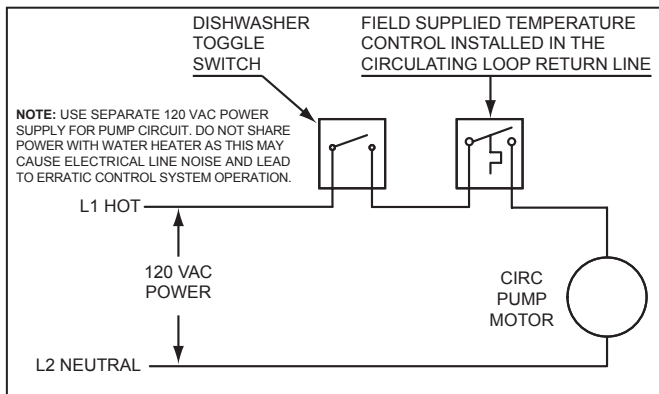 DISHWASHER
TOGGLE
SWITCH
FIELD SUPPLIED TEMPERATURE
CONTROL INSTALLED IN THE
CIRCULATING LOOP RETURN LINE
NOTE: USE SEPARATE 120 VAC POWER
SUPPLY FOR PUMP CIRCUIT. DO NOT SHARE
POWER WITH WATER HEATER AS THIS MAY
CAUSE ELECTRICAL LINE NOISE AND LEAD
TO ERRATIC CONTROL SYSTEM OPERATION.
L1 HOT
120 VAC
POWER
CIRC
PUMP
MOTOR
L2 NEUTRAL